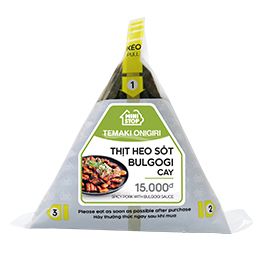 KÉO
PULL
1
MINI
STOP
TEMAKI ONIGIRI
THỊT HEO SỐT
BULGOGI
CAY
15.000đ
SPICY PORK WITH BULGOGI SAUCE
3
2
Please eat as soon as possible after purchase
Hãy thưởng thức ngay sau khi mua